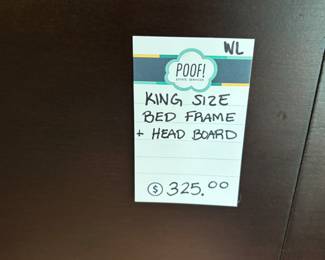 WL
POOF!
ESTATE SERVICES
KING SIZE
BED FRAME
+ HEAD BOARD
$ 325.00